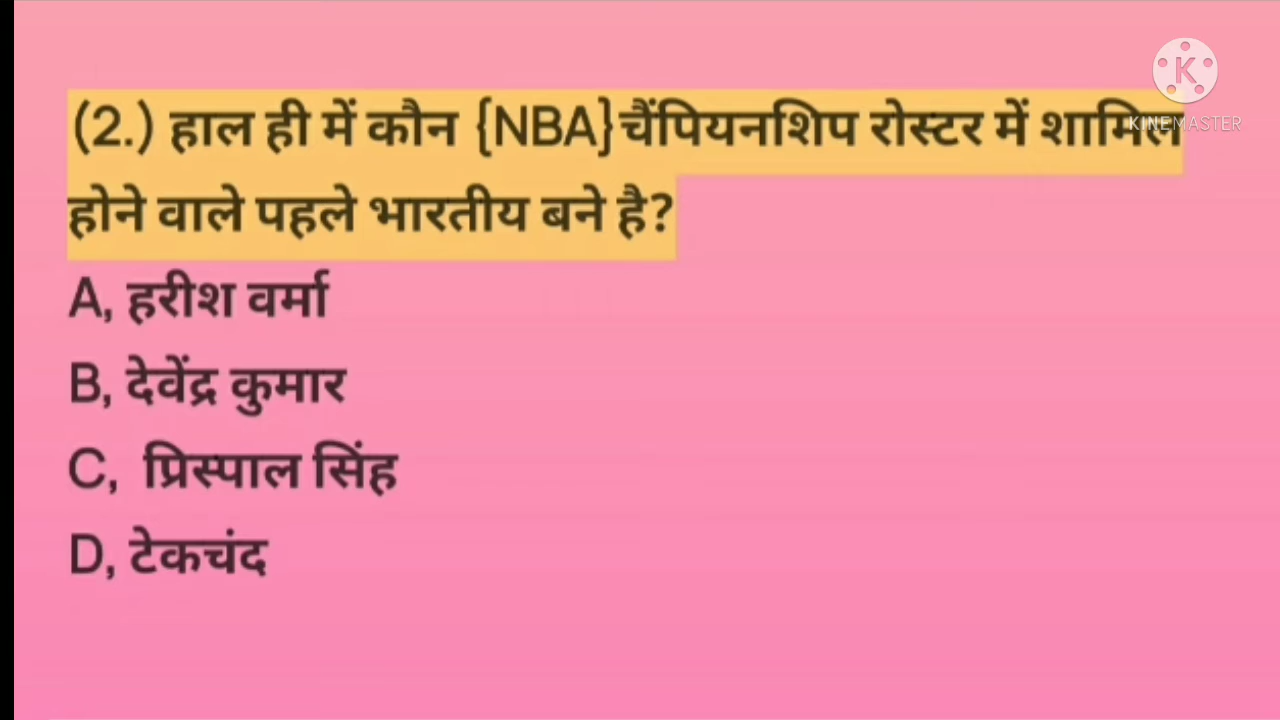 (2.) हाल ही में कौन {NBA}चैंपियनशिप रोस्टर में शामिल
होने वाले पहले भारतीय बने है?
A, हरीश वर्मा
B, देवेंद्र कुमार
C, प्रिस्पाल सिंह
D, टेकचंद
K
KINEMASTER